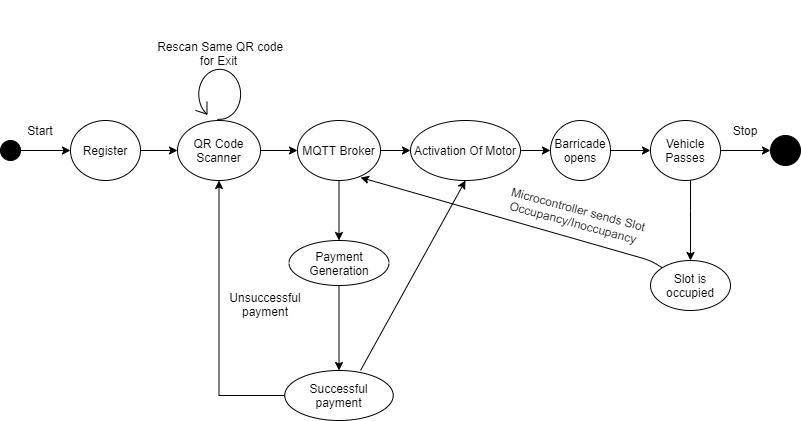 Rescan Same QR code
for Exit
Start
Register
QR Code
Scanner
MQTT Broker
Activation Of Motor
Barricade
opens
Vehicle
Passes
Stop
Microcontroller sends Slot
Occupancy/Inoccupancy
Payment
Generation
Slot is
occupied
Unsuccessful
payment
Successful
payment